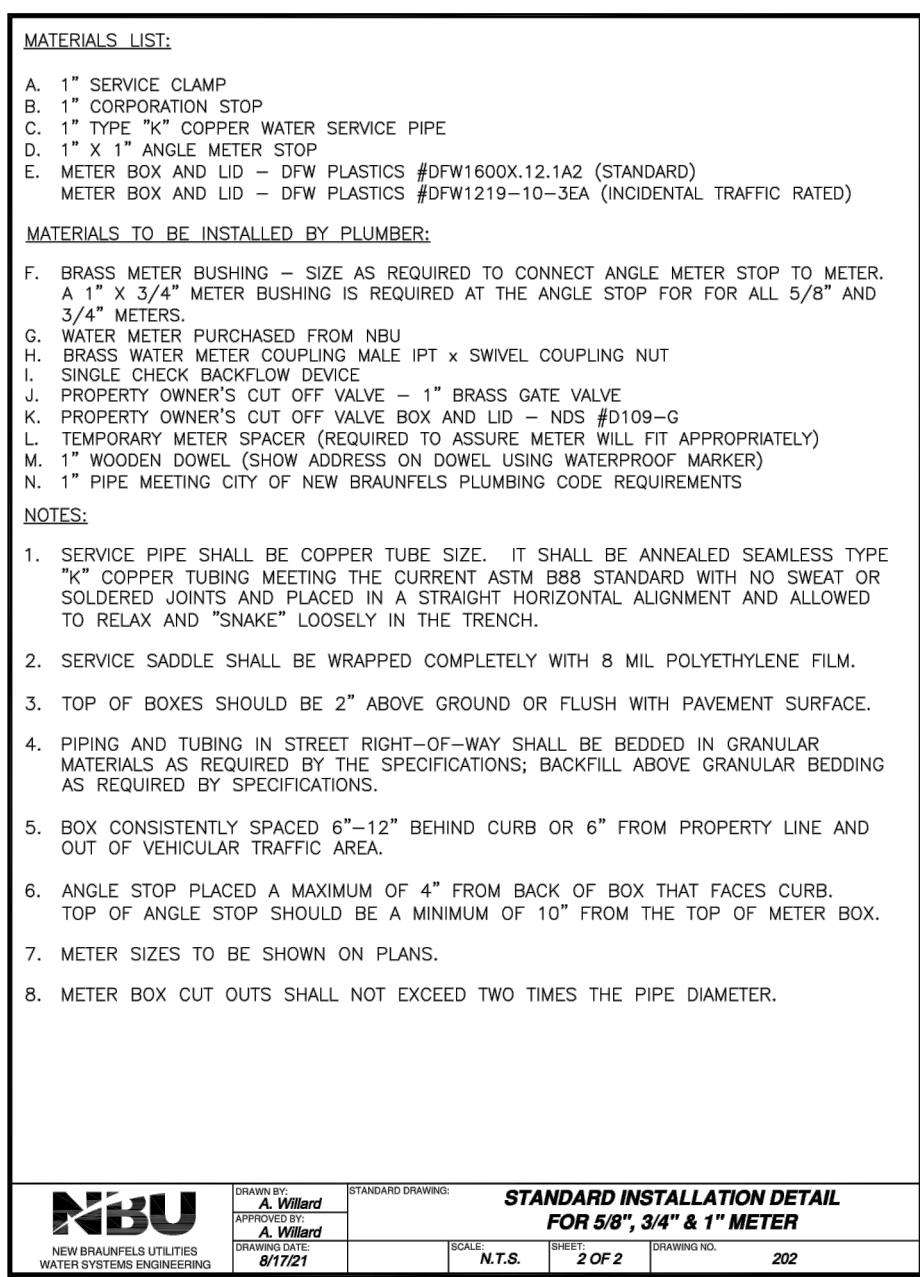 MATERIALS LIST:
A. 1" SERVICE CLAMP
B. 1" CORPORATION STOP
C. 1" TYPE "K" COPPER WATER SERVICE PIPE
D. 1" X 1" ANGLE METER STOP
E. METER BOX AND LID – DFW PLASTICS #DFW1600X.12.1A2 (STANDARD)
METER BOX AND LID – DFW PLASTICS #DFW1219–10–3EA (INCIDENTAL TRAFFIC RATED)
MATERIALS TO BE INSTALLED BY PLUMBER:
F. BRASS METER BUSHING – SIZE AS REQUIRED TO CONNECT ANGLE METER STOP TO METER.
A 1" X 3/4" METER BUSHING IS REQUIRED AT THE ANGLE STOP FOR FOR ALL 5/8" AND
3/4" METERS.
G. WATER METER PURCHASED FROM NBU
H. BRASS WATER METER COUPLING MALE IPT x SWIVEL COUPLING NUT
I. SINGLE CHECK BACKFLOW DEVICE
J. PROPERTY OWNER'S CUT OFF VALVE – 1" BRASS GATE VALVE
K. PROPERTY OWNER'S CUT OFF VALVE BOX AND LID – NDS #D109–G
L. TEMPORARY METER SPACER (REQUIRED TO ASSURE METER WILL FIT APPROPRIATELY)
M. 1" WOODEN DOWEL (SHOW ADDRESS ON DOWEL USING WATERPROOF MARKER)
N. 1" PIPE MEETING CITY OF NEW BRAUNFELS PLUMBING CODE REQUIREMENTS
NOTES:
1. SERVICE PIPE SHALL BE COPPER TUBE SIZE. IT SHALL BE ANNEALED SEAMLESS TYPE
"K" COPPER TUBING MEETING THE CURRENT ASTM B88 STANDARD WITH NO SWEAT OR
SOLDERED JOINTS AND PLACED IN A STRAIGHT HORIZONTAL ALIGNMENT AND ALLOWED
TO RELAX AND "SNAKE" LOOSELY IN THE TRENCH.
2. SERVICE SADDLE SHALL BE WRAPPED COMPLETELY WITH 8 MIL POLYETHYLENE FILM.
3. TOP OF BOXES SHOULD BE 2" ABOVE GROUND OR FLUSH WITH PAVEMENT SURFACE.
4. PIPING AND TUBING IN STREET RIGHT–OF–WAY SHALL BE BEDDED IN GRANULAR
MATERIALS AS REQUIRED BY THE SPECIFICATIONS; BACKFILL ABOVE GRANULAR BEDDING
AS REQUIRED BY SPECIFICATIONS.
5. BOX CONSISTENTLY SPACED 6"–12" BEHIND CURB OR 6" FROM PROPERTY LINE AND
OUT OF VEHICULAR TRAFFIC AREA.
6. ANGLE STOP PLACED A MAXIMUM OF 4" FROM BACK OF BOX THAT FACES CURB.
TOP OF ANGLE STOP SHOULD BE A MINIMUM OF 10" FROM THE TOP OF METER BOX.
7. METER SIZES TO BE SHOWN ON PLANS.
8. METER BOX CUT OUTS SHALL NOT EXCEED TWO TIMES THE PIPE DIAMETER.
NBU
NEW BRAUNFELS UTILITIES
WATER SYSTEMS ENGINEERING
DRAWN BY:
A. Willard
APPROVED BY:
A. Willard
DRAWING DATE:
8/17/21
STANDARD DRAWING:
STANDARD INSTALLATION DETAIL
FOR 5/8", 3/4" & 1" METER
SCALE:
N.T.S.
SHEET:
2 OF 2
DRAWING NO.
202